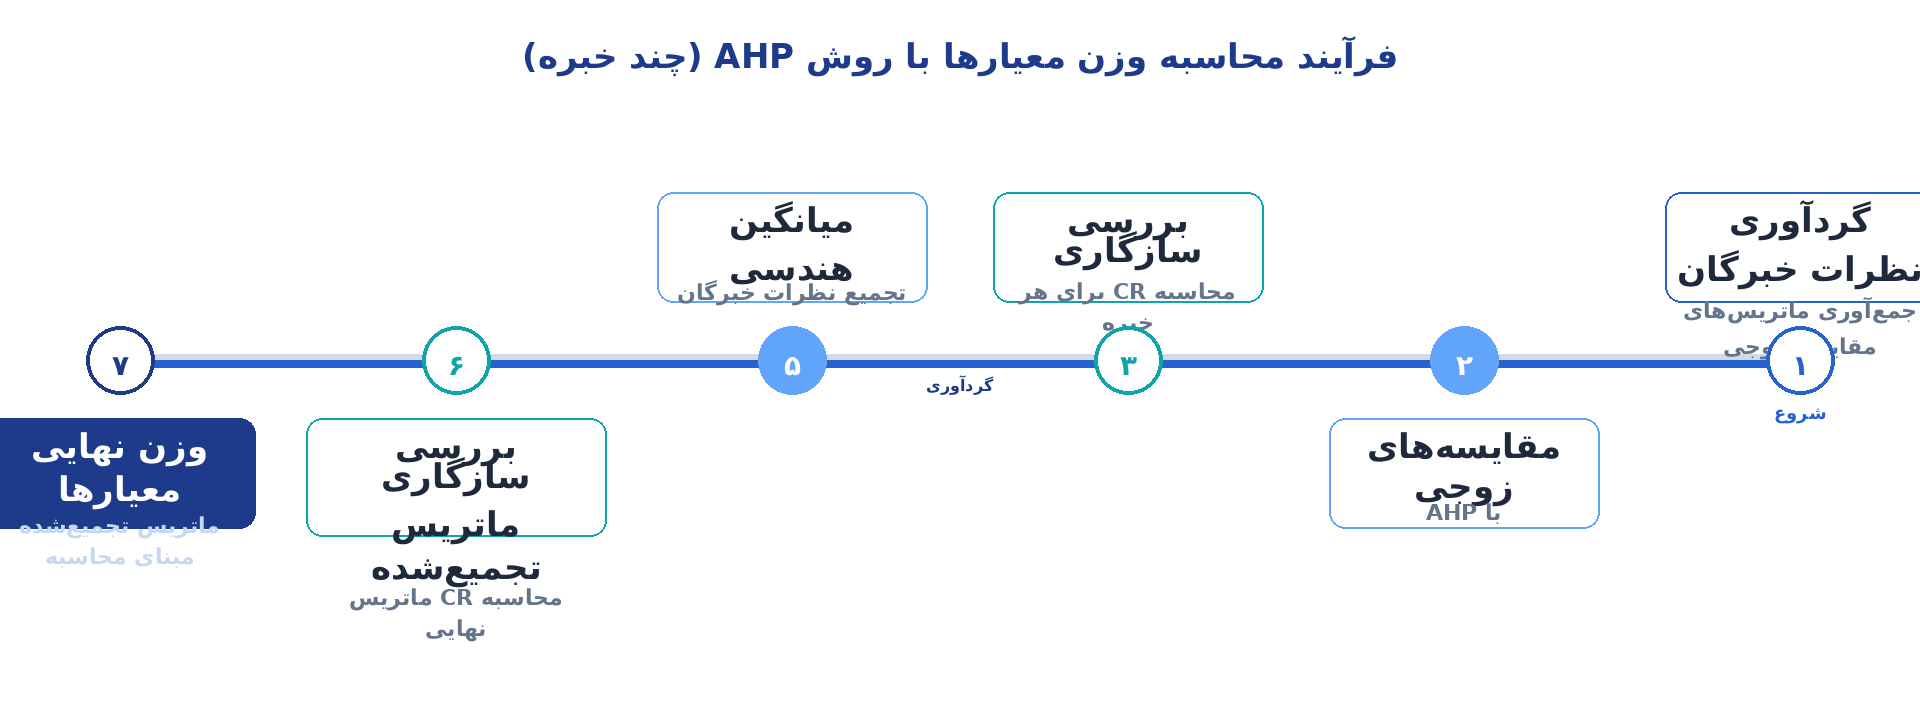 فرآیند محاسبه وزن معیارها با روش AHP (چند خبره)
گردآوری
نظرات خبرگان
جمع‌آوری ماتریس‌های
۱
شروع
۲
مقایسه‌های
زوجی
با AHP
بررسی
سازگاری
محاسبه CR برای هر
خبره
۳
گردآوری
میانگین
هندسی
تجمیع نظرات خبرگان
۵
۶
بررسی
سازگاری
ماتریس
تجمیع‌شده
محاسبه CR ماتریس
نهایی
۷
وزن نهایی
معیارها
ماتریس تجمیع‌شده
مبنای محاسبه